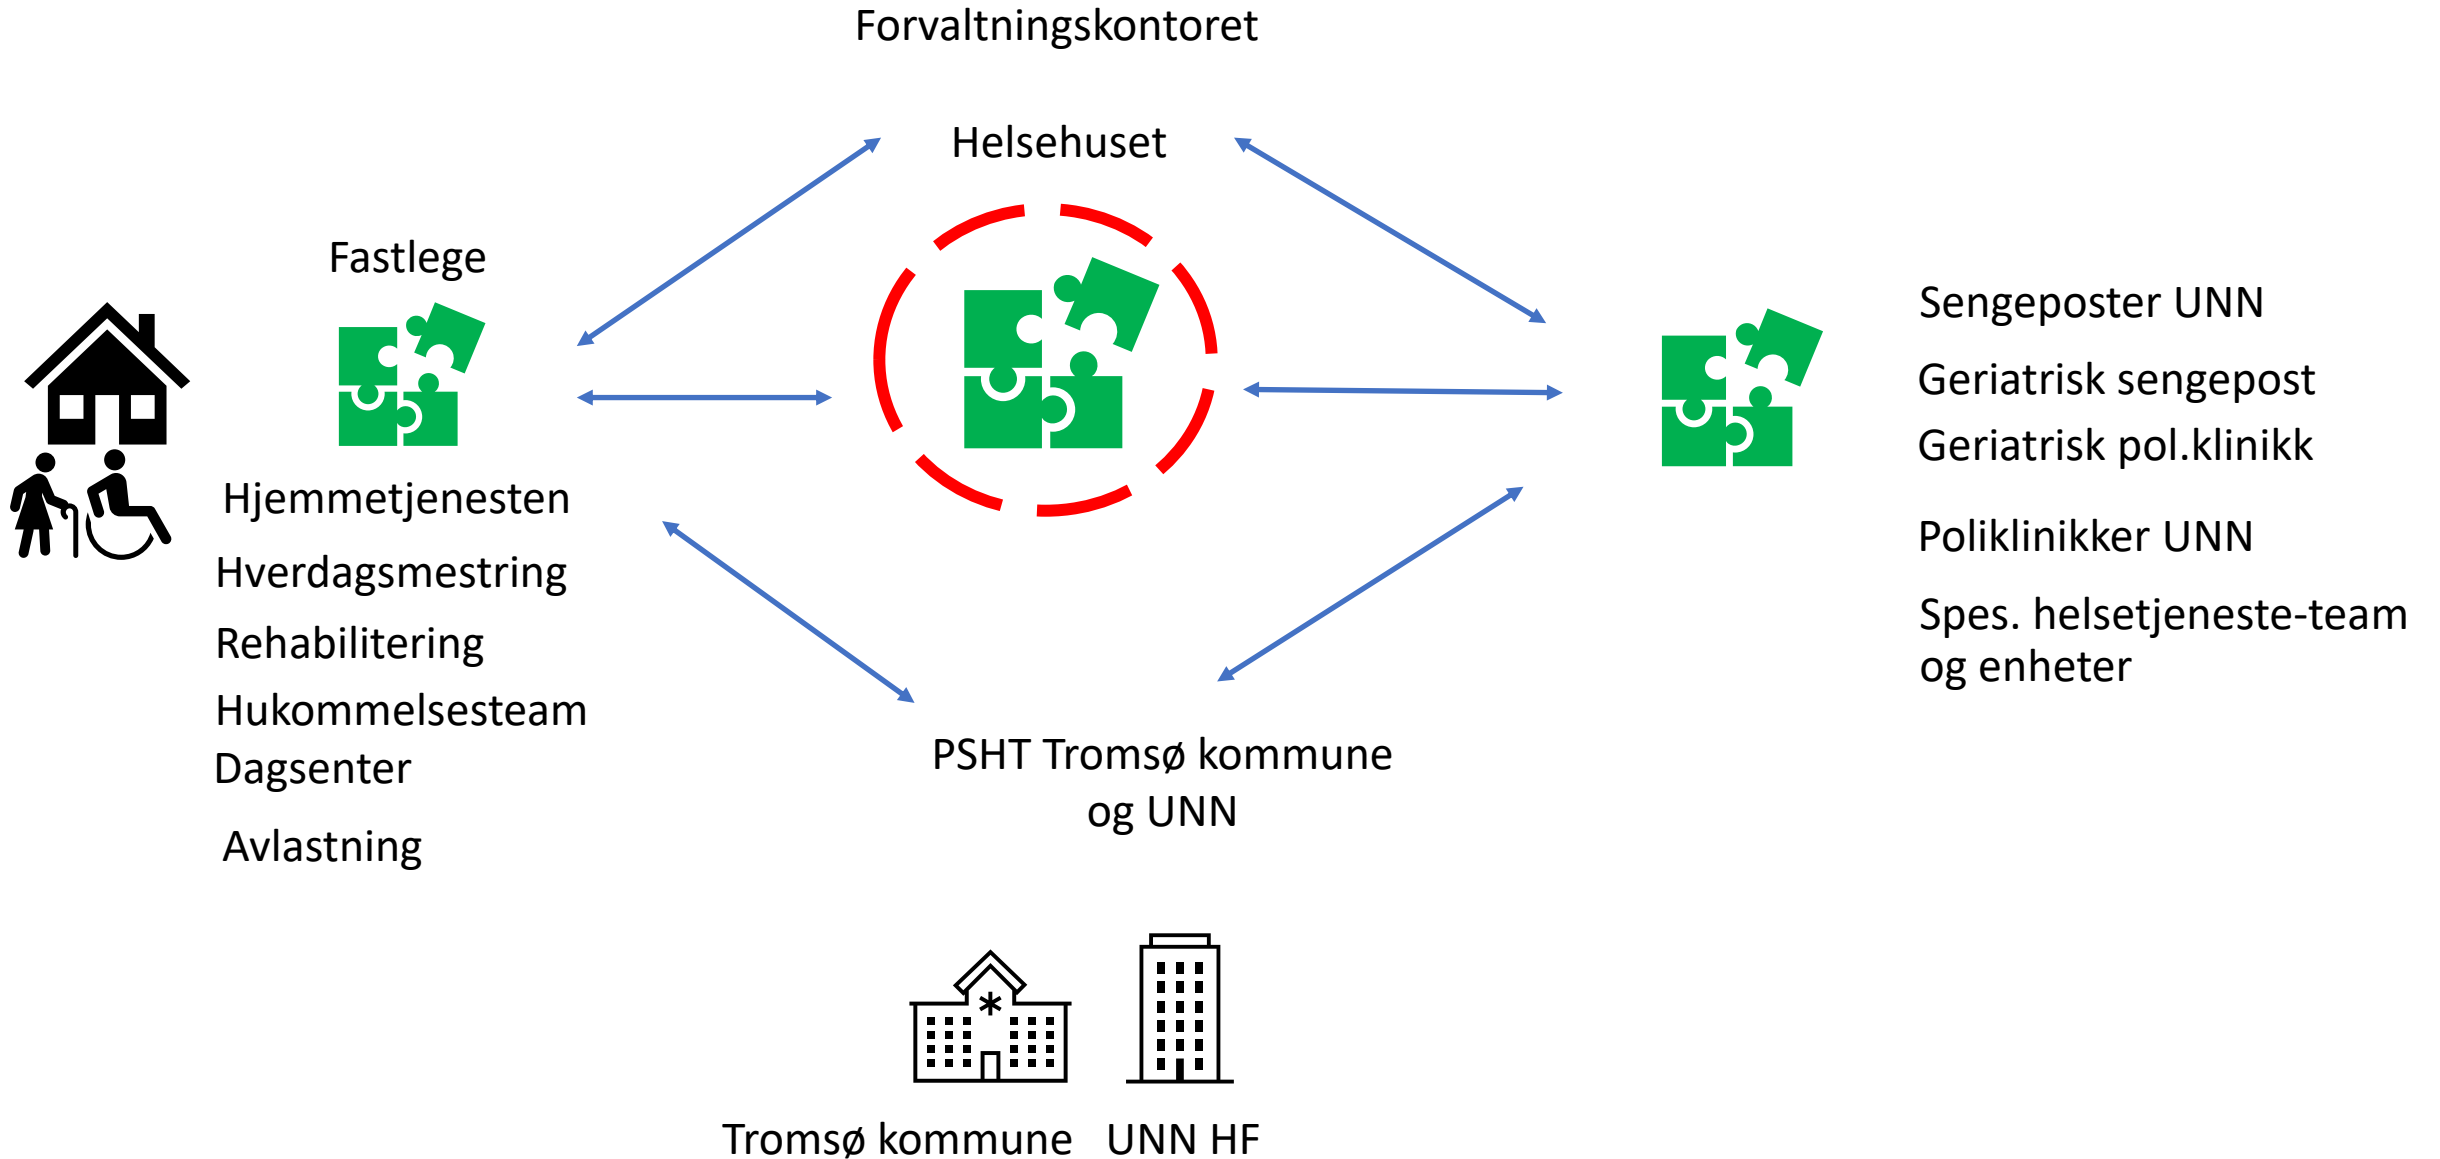 Forvaltningskontoret
Helsehuset
Fastlege
Hjemmetjenesten
Hverdagsmestring
Rehabilitering
Hukommelsesteam
Dagsenter
Avlastning
Sengeposter UNN
Geriatrisk sengepost
Geriatrisk pol.klinikk
Poliklinikker UNN
Spes. helsetjeneste-team
og enheter
PSHT Tromsø kommune
og UNN
Tromsø kommune
UNN HF